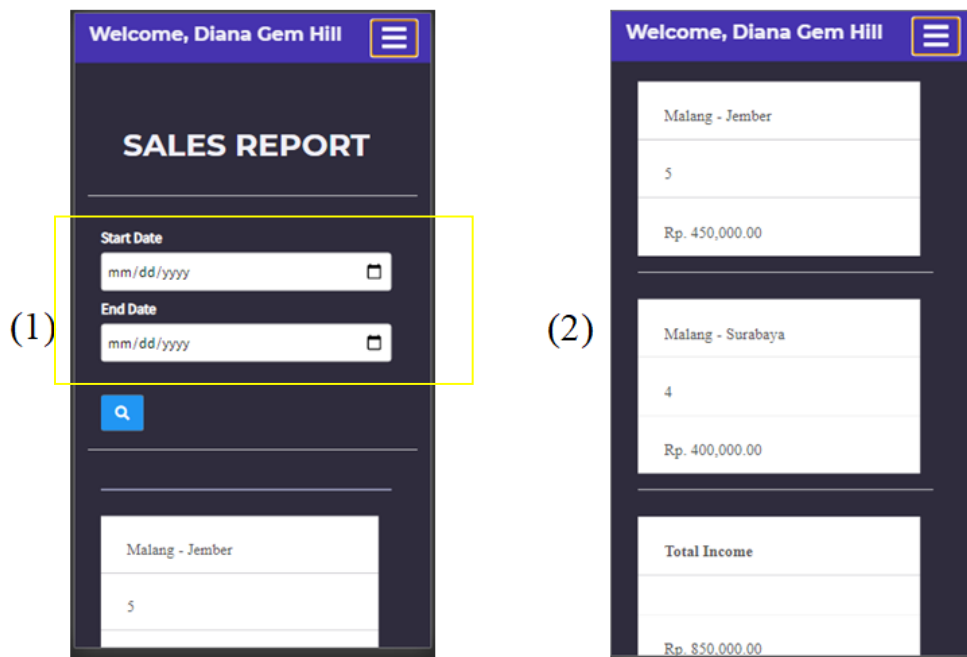 Welcome, Diana Gem Hill
SALES REPORT
Start Date
mm/dd/yyyy
End Date
mm/dd/yyyy
(1)
Malang - Jember
5
Welcome, Diana Gem Hill
Malang - Jember
5
Rp. 450,000.00
(2)
Malang - Surabaya
4
Rp. 400,000.00
Total Income
Rp. 850,000.00